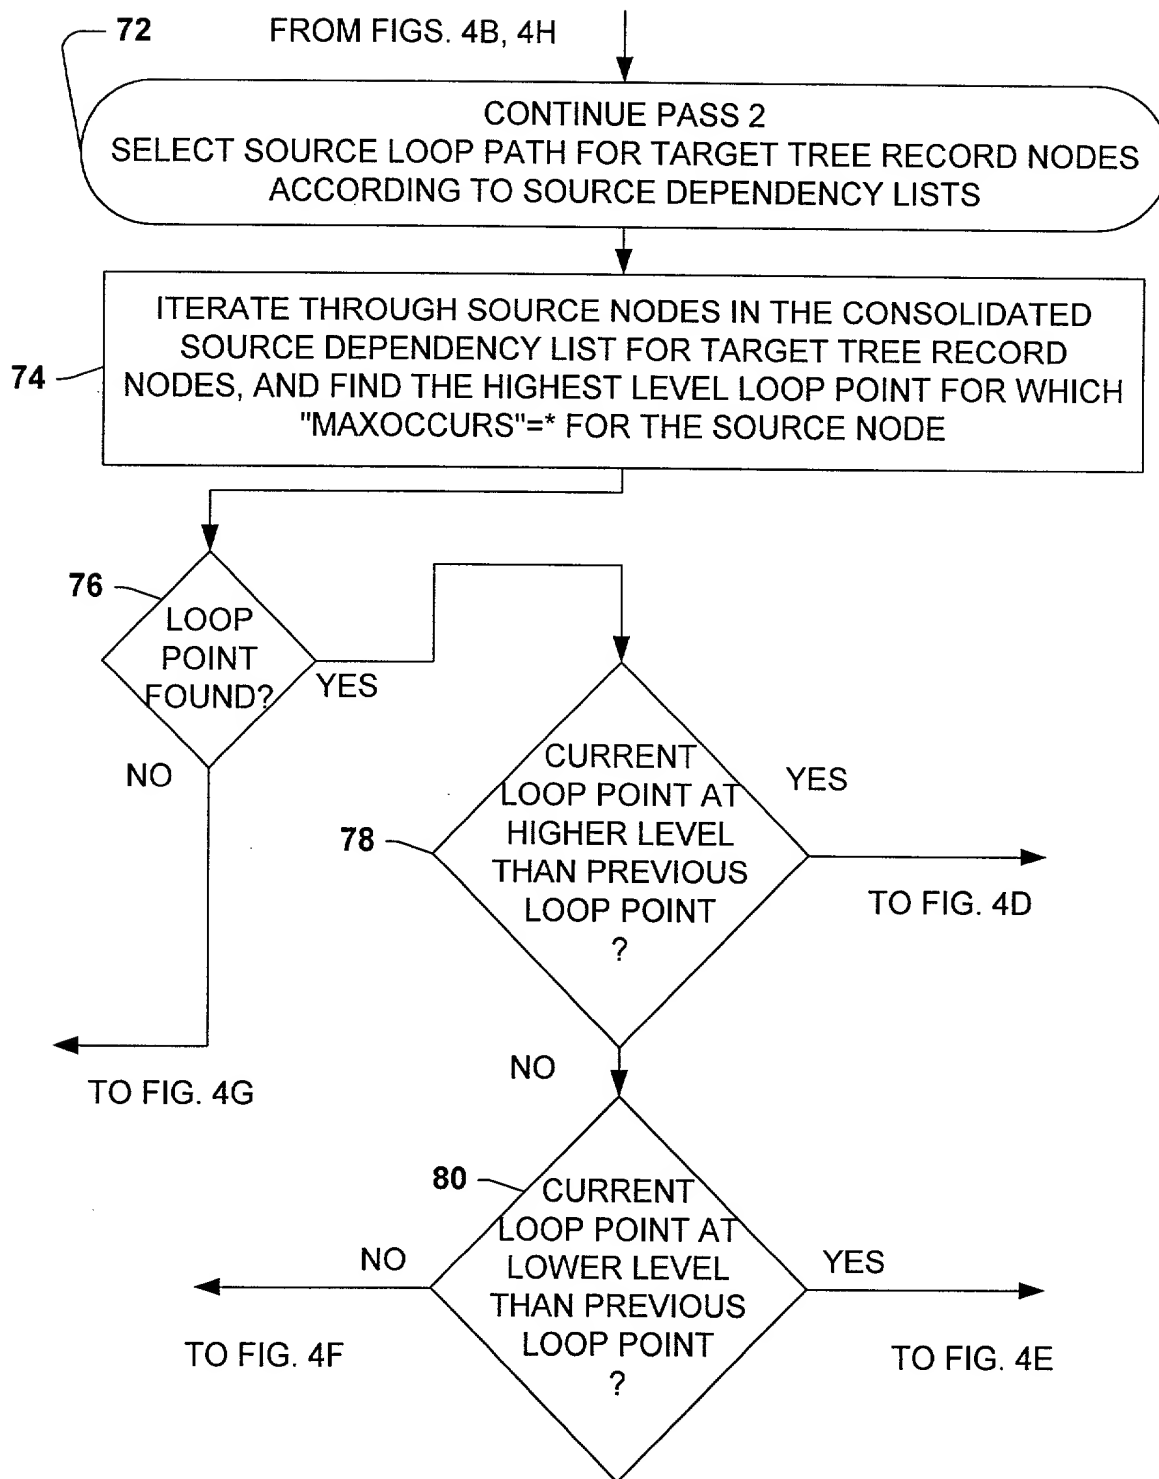 72
FROM FIGS. 4B, 4H
CONTINUE PASS 2
SELECT SOURCE LOOP PATH FOR TARGET TREE RECORD NODES
ACCORDING TO SOURCE DEPENDENCY LISTS
ITERATE THROUGH SOURCE NODES IN THE CONSOLIDATED
SOURCE DEPENDENCY LIST FOR TARGET TREE RECORD
NODES, AND FIND THE HIGHEST LEVEL LOOP POINT FOR WHICH
"MAXOCCURS"=* FOR THE SOURCE NODE
74
76
LOOP
POINT
FOUND?
YES
NO
TO FIG. 4G
78
CURRENT
LOOP POINT AT
HIGHER LEVEL
THAN PREVIOUS
LOOP POINT
?
YES
TO FIG. 4D
NO
80
CURRENT
LOOP POINT AT
LOWER LEVEL
THAN PREVIOUS
LOOP POINT
?
NO
TO FIG. 4F
YES
TO FIG. 4E